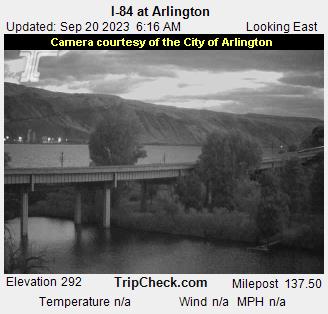 I-84 at Arlington
Updated: Sep 20 2023 6:16 AM Looking East
Camera courtesy of the City of Arlington
Elevation 292 TripCheck.com Milepost 137.50
Temperature n/a Wind n/a MPH n/a